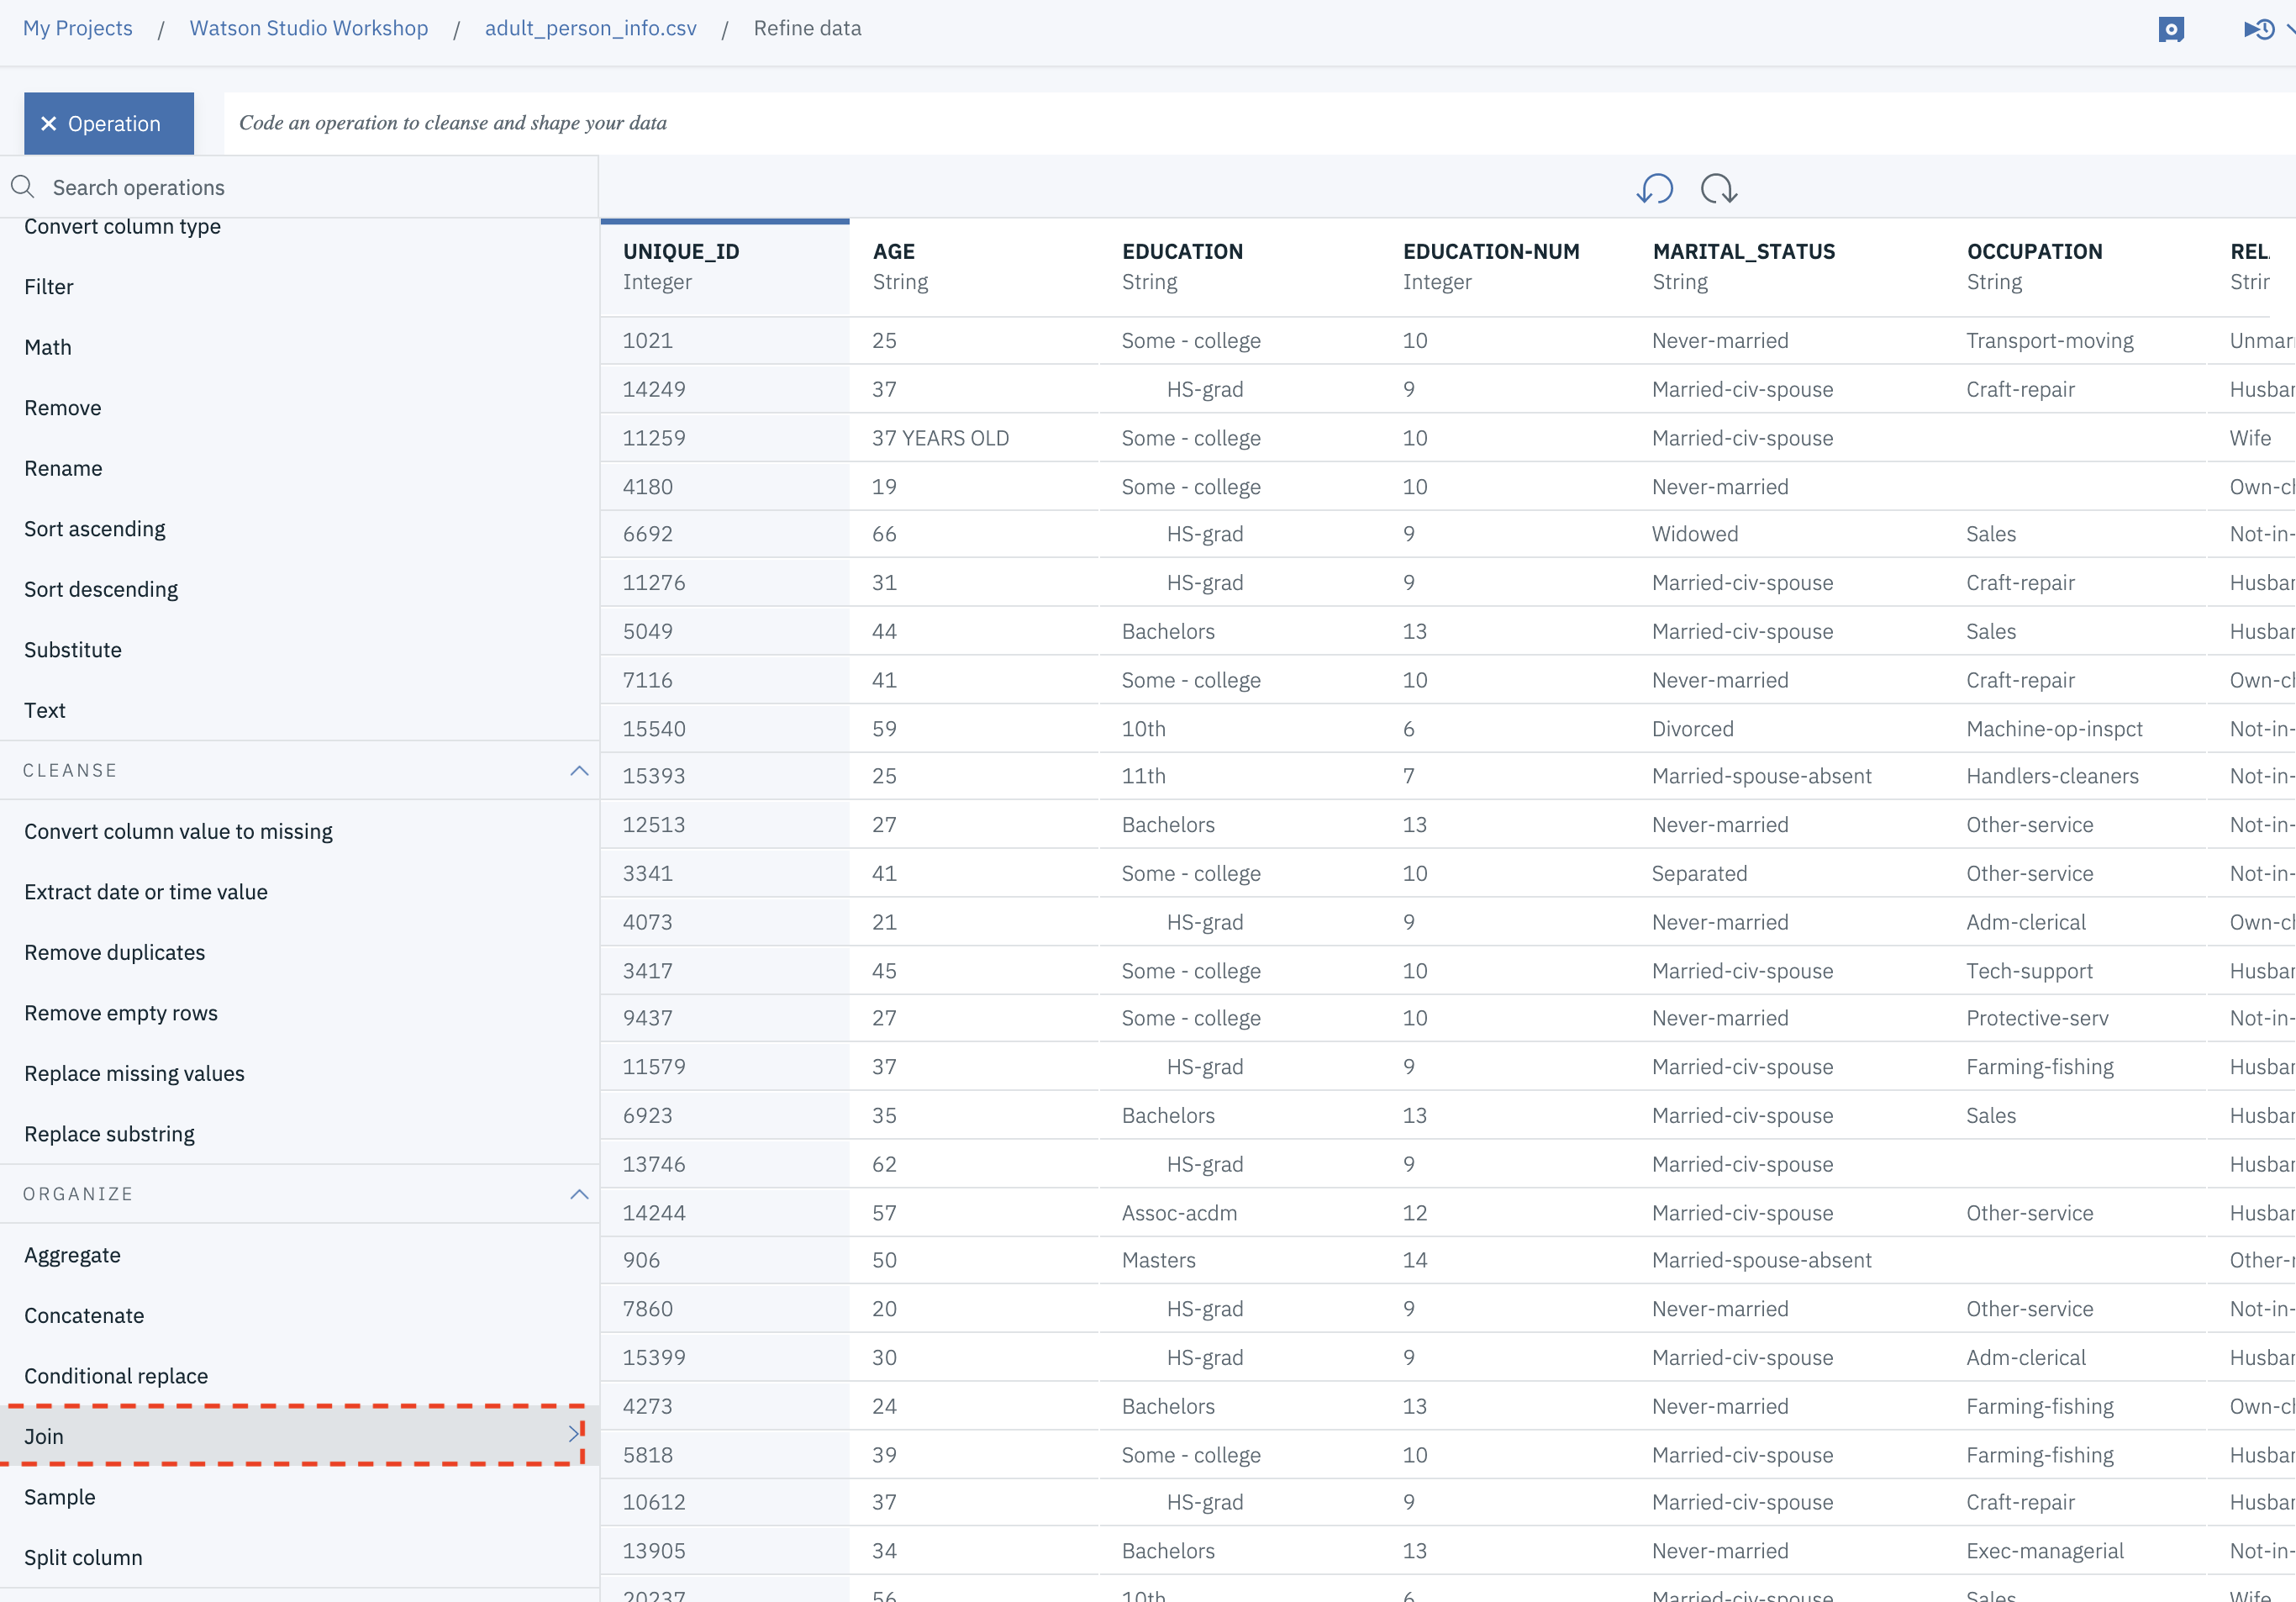 My Projects / Watson Studio Workshop / adult_person_info.csv / Refine data
× Operation Code an operation to cleanse and shape your data
Search operations
Convert column type
Filter
Math
Remove
Rename
Sort ascending
Sort descending
Substitute
Text
CLEANSE
Convert column value to missing
Extract date or time value
Remove duplicates
Remove empty rows
Replace missing values
Replace substring
ORGANIZE
Aggregate
Concatenate
Conditional replace
Join
Sample
Split column
UNIQUE_ID AGE EDUCATION EDUCATION-NUM MARITAL_STATUS OCCUPATION REL
Integer String String Integer String String Strin
1021 25 Some - college 10 Never-married Transport-moving Unmar
14249 37 HS-grad 9 Married-civ-spouse Craft-repair Husba
11259 37 YEARS OLD Some - college 10 Married-civ-spouse Wife
4180 19 Some - college 10 Never-married Own-c
6692 66 HS-grad 9 Widowed Sales Not-in-
11276 31 HS-grad 9 Married-civ-spouse Craft-repair Husba
5049 44 Bachelors 13 Married-civ-spouse Sales Husba
7116 41 Some - college 10 Never-married Craft-repair Own-c
15540 59 10th 6 Divorced Machine-op-inspct Not-in-
15393 25 11th 7 Married-spouse-absent Handlers-cleaners Not-in-
12513 27 Bachelors 13 Never-married Other-service Not-in-
3341 41 Some - college 10 Separated Other-service Not-in-
4073 21 HS-grad 9 Never-married Adm-clerical Own-c
3417 45 Some - college 10 Married-civ-spouse Tech-support Husba
9437 27 Some - college 10 Never-married Protective-serv Not-in-
11579 37 HS-grad 9 Married-civ-spouse Farming-fishing Husba
6923 35 Bachelors 13 Married-civ-spouse Sales Husba
13746 62 HS-grad 9 Married-civ-spouse Husba
14244 57 Assoc-acdm 12 Married-civ-spouse Other-service Husba
906 50 Masters 14 Married-spouse-absent Other-
7860 20 HS-grad 9 Never-married Other-service Not-in-
15399 30 HS-grad 9 Married-civ-spouse Adm-clerical Husba
4273 24 Bachelors 13 Never-married Farming-fishing Own-c
5818 39 Some - college 10 Married-civ-spouse Farming-fishing Husba
10612 37 HS-grad 9 Married-civ-spouse Craft-repair Husba
13905 34 Bachelors 13 Never-married Exec-managerial Not-in-
20237 56 10th 6 Married-civ-spouse Sales Wife